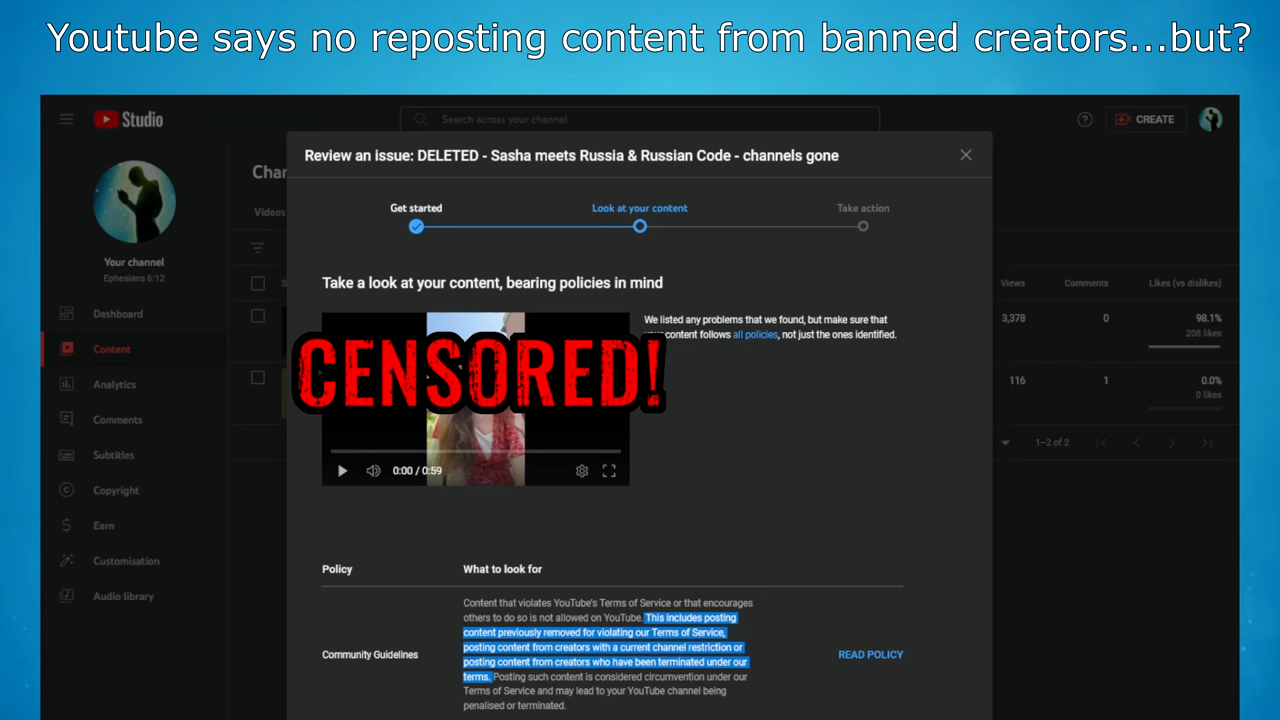 Youtube says no reposting content from banned creators...but?
Studio
Search across your channel
CREATE
Review an issue: DELETED - Sasha meets Russia & Russian Code - channels gone
Chan
Get started
Look at your content
Take action
Videos
Your channel
Ephesians 6:12
Take a look at your content, bearing policies in mind
Views
Comments
Likes (vs dislikes)
Dashboard
We listed any problems that we found, but make sure that
your content follows all policies, not just the ones identified.
3,378
0
98.1%
208 likes
CENSORED!
Content
Analytics
116
1
0.0%
0 likes
Comments
1–2 of 2
Subtitles
0:00 / 0:59
Copyright
Earn
Customisation
Audio library
Policy
What to look for
Content that violates YouTube's Terms of Service or that encourages
others to do so is not allowed on YouTube. This includes posting
content previously removed for violating our Terms of Service,
posting content from creators with a current channel restriction or
posting content from creators who have been terminated under our
terms. Posting such content is considered circumvention under our
Terms of Service and may lead to your YouTube channel being
penalised or terminated.
Community Guidelines
READ POLICY